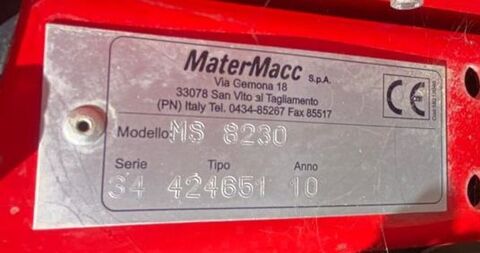 MaterMacc S.p.A.
Via Gemona 18
33078 San Vito al Tagliamento
(PN) Italy Tel. 0434-85267 Fax 85517
CE
Modello MS 8230
Serie Tipo Anno
34 424651 10